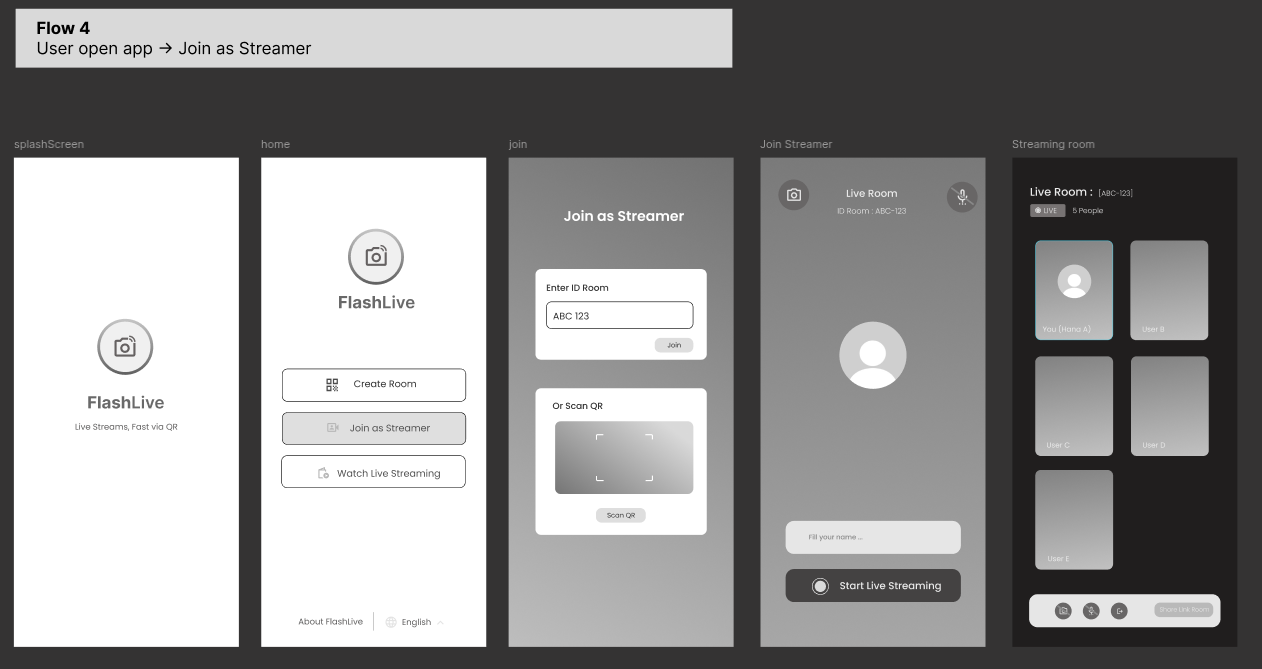 Flow 4
User open app → Join as Streamer
splashScreen
FlashLive
Live Streams, Fast via QR
home
FlashLive
Create Room
Join as Streamer
Watch Live Streaming
About FlashLive
English
join
Join as Streamer
Enter ID Room
ABC 123
Join
Or Scan QR
Scan QR
Join Streamer
Live Room
ID Room : ABC-123
Fill your name ...
Start Live Streaming
Streaming room
Live Room : [ABC-123]
LIVE 5 People
You [Hana A]
User B
User C
User D
User E
Share Link Room